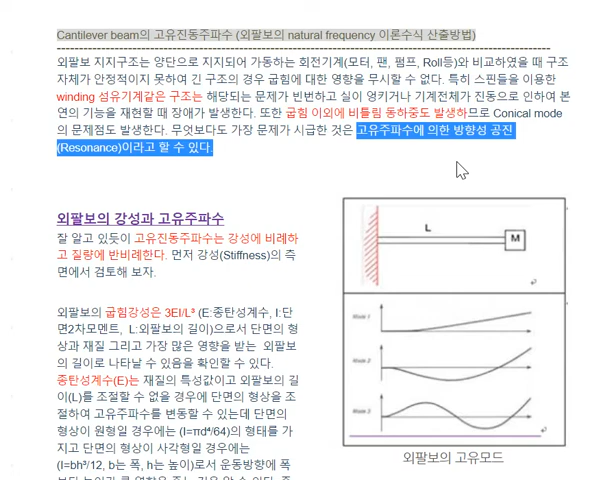 Cantilever beam의 고유진동주파수 (외팔보의 natural frequency 이론수식 산출방법)
외팔보 지지구조는 양단으로 지지되어 가동하는 회전기계(모터, 팬, 펌프, Roll등)와 비교하였을 때 구조
자체가 안정적이지 못하여 긴 구조의 경우 굽힘에 대한 영향을 무시할 수 없다. 특히 스핀들을 이용한
winding 섬유기계같은 구조는 해당되는 문제가 빈번하고 실이 엉키거나 기계전체가 진동으로 인하여 본
연의 기능을 재현할 때 장애가 발생한다. 또한 굽힘 이외에 비틀림 동하중도 발생하므로 Conical mode
의 문제점도 발생한다. 무엇보다도 가장 문제가 시급한 것은 고유주파수에 의한 방향성 공진
(Resonance)이라고 할 수 있다.
외팔보의 강성과 고유주파수
잘 알고 있듯이 고유진동주파수는 강성에 비례하
고 질량에 반비례한다. 먼저 강성(Stiffness)의 측
면에서 검토해 보자.
외팔보의 굽힘강성은 3EI/L³ (E:종탄성계수, I:단
면2차모멘트, L:외팔보의 길이)으로서 단면의 형
상과 재질 그리고 가장 많은 영향을 받는 외팔보
의 길이로 나타날 수 있음을 확인할 수 있다.
종탄성계수(E)는 재질의 특성값이고 외팔보의 길
이(L)를 조절할 수 없을 경우에 단면의 형상을 조
절하여 고유주파수를 변동할 수 있는데 단면의
형상이 원형일 경우에는 (I=πd⁴/64)의 형태를 가
지고 단면의 형상이 사각형일 경우에는
(I=bh³/12, b는 폭, h는 높이)로서 운동방향에 폭
L
M
Mode 1
Mode 2
Mode 3
외팔보의 고유모드